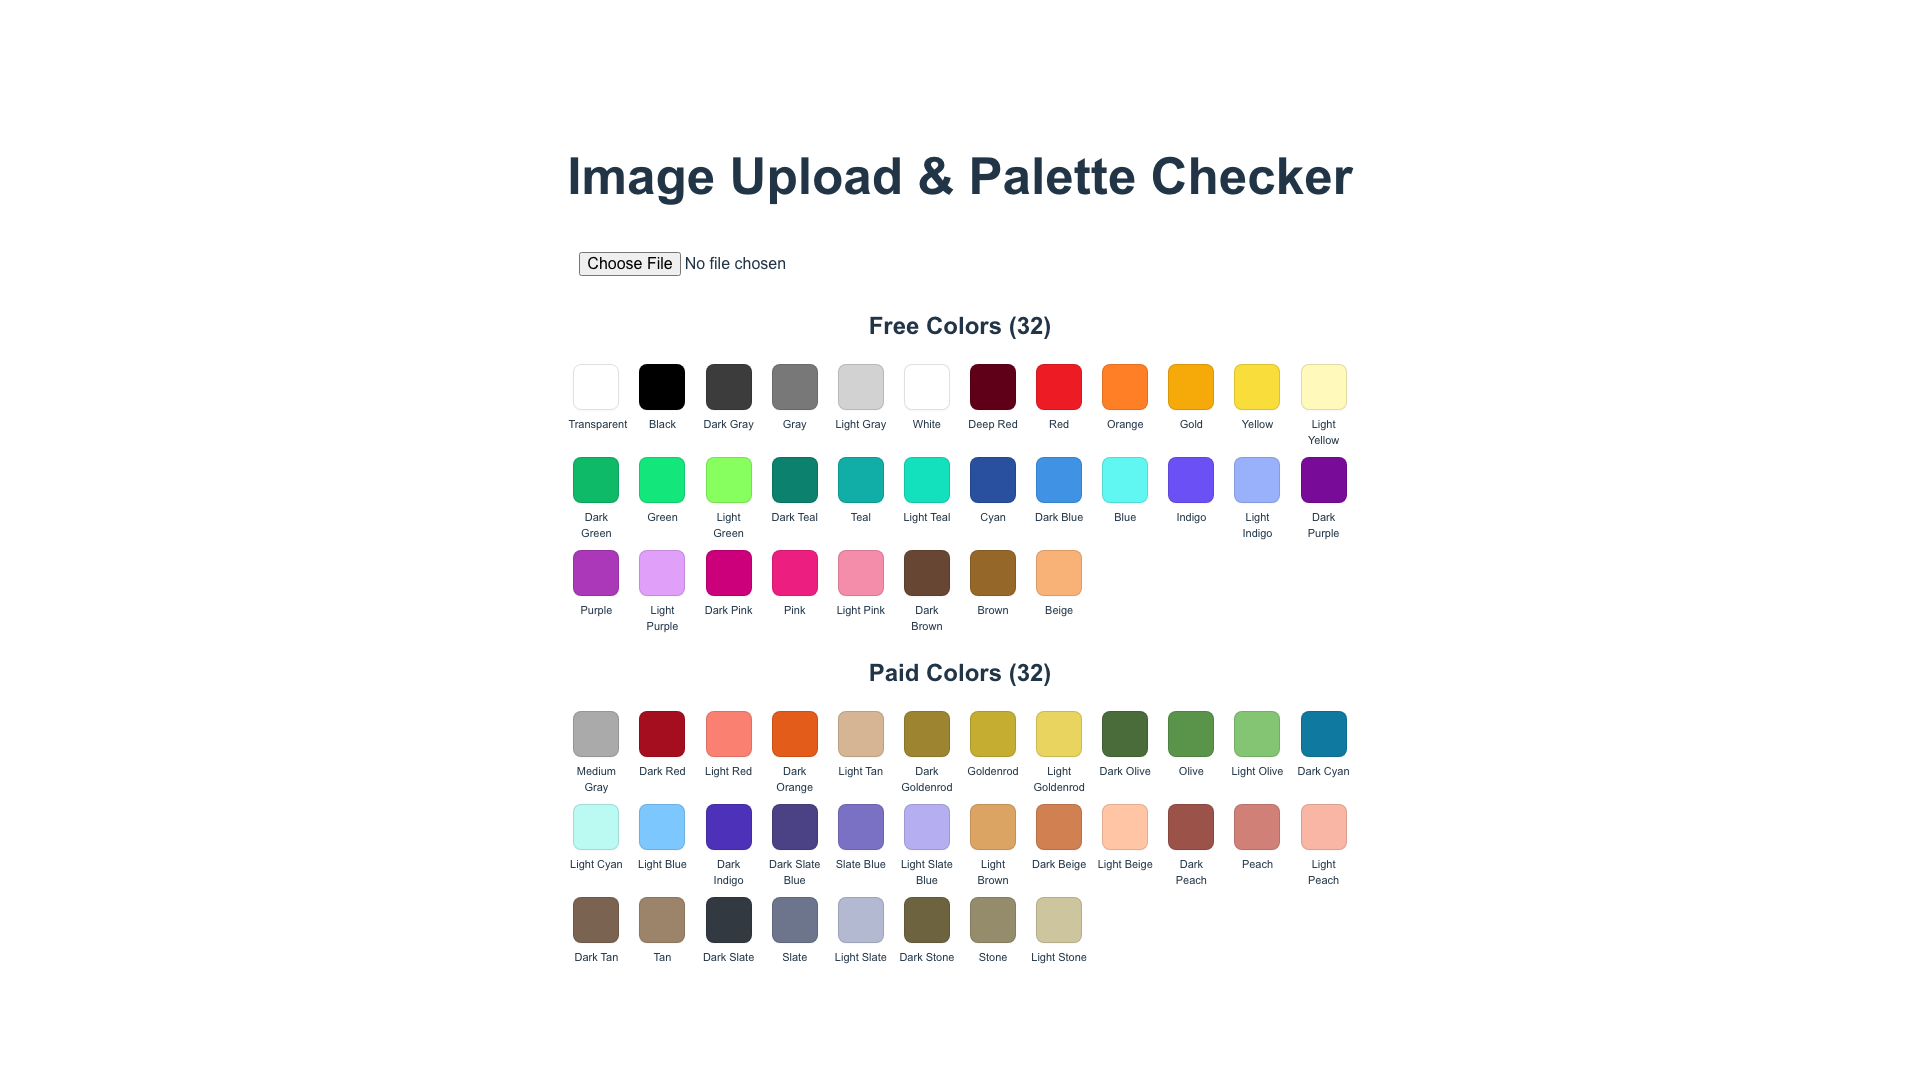 Image Upload & Palette Checker
Choose File No file chosen
Free Colors (32)
Transparent Black Dark Gray Gray Light Gray White Deep Red Red Orange Gold Yellow Light Yellow
Dark Green Green Light Green Dark Teal Teal Light Teal Cyan Dark Blue Blue Indigo Light Indigo Dark Purple
Purple Light Purple Dark Pink Pink Light Pink Dark Brown Brown Beige
Paid Colors (32)
Medium Gray Dark Red Light Red Dark Orange Light Tan Dark Goldenrod Goldenrod Light Goldenrod Dark Olive Olive Light Olive Dark Cyan
Light Cyan Light Blue Dark Indigo Dark Slate Blue Slate Blue Light Slate Blue Light Brown Dark Beige Light Beige Dark Peach Peach Light Peach
Dark Tan Tan Dark Slate Slate Light Slate Dark Stone Stone Light Stone